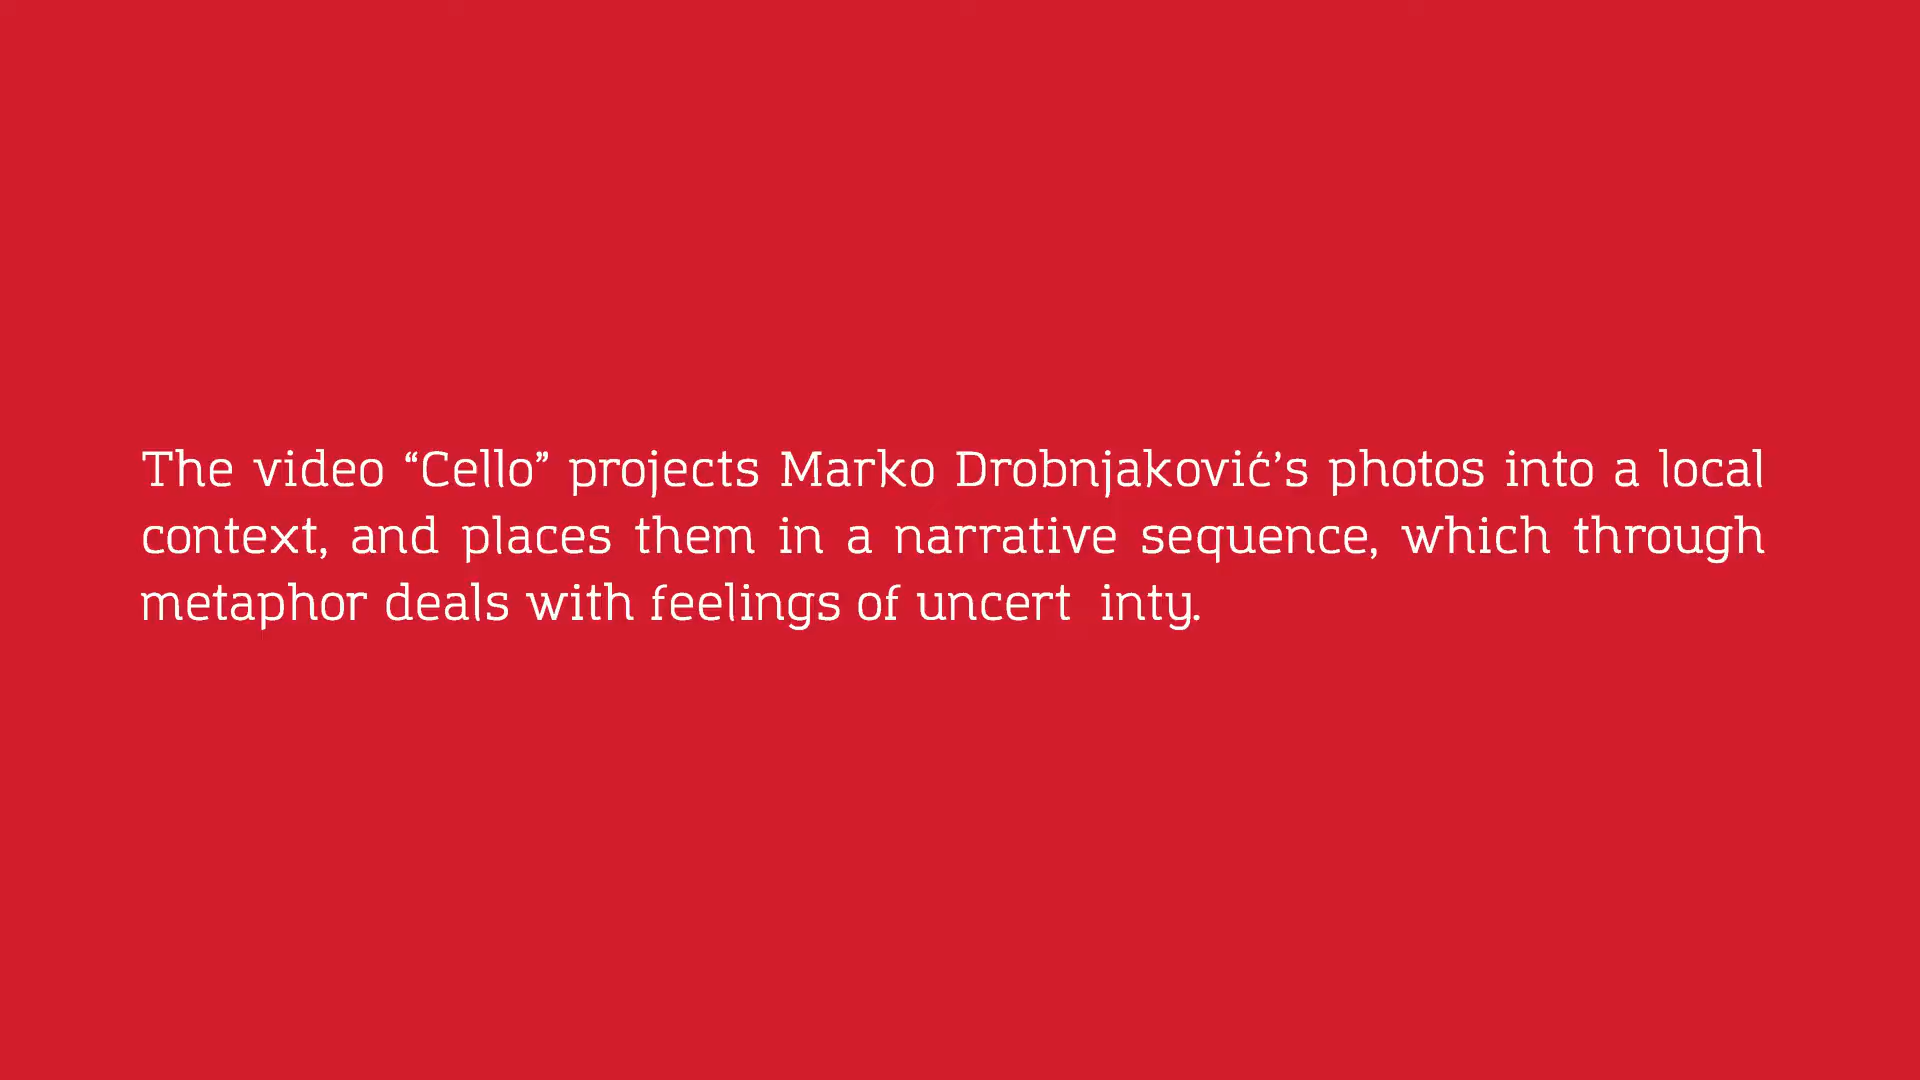 The video “Cello” projects Marko Drobnjaković’s photos into a local
context, and places them in a narrative sequence, which through
metaphor deals with feelings of uncert inty.